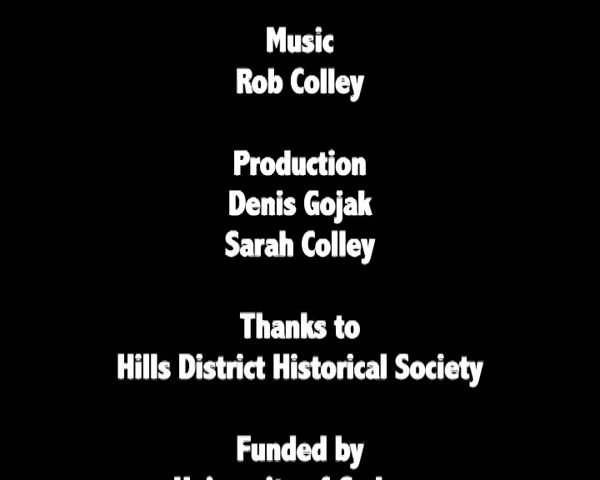 Music
Rob Colley
Production
Denis Gojak
Sarah Colley
Thanks to
Hills District Historical Society
Funded by